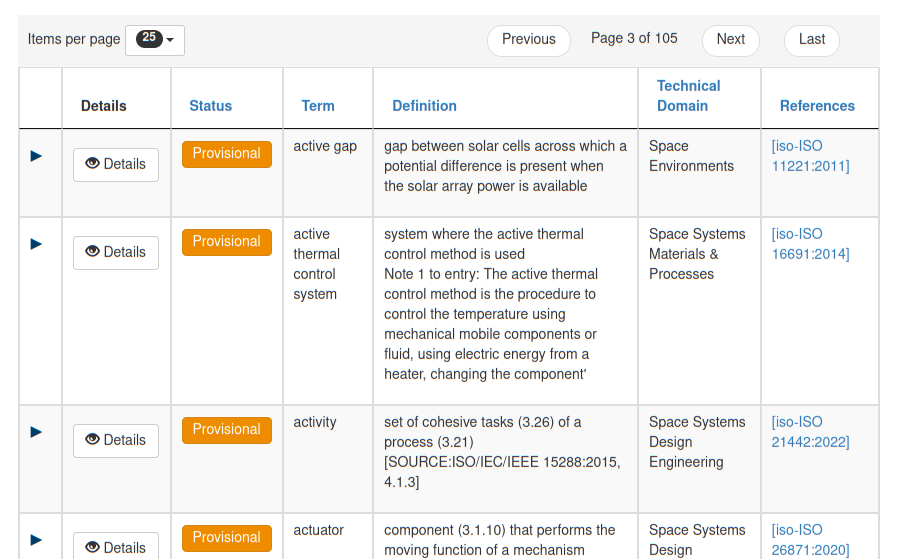 Items per page 25 Previous Page 3 of 105 Next Last
Technical
Details Status Term Definition Domain References
Details Provisional active gap gap between solar cells across which a Space [iso-ISO
potential difference is present when Environments 11221:2011]
the solar array power is available
Details Provisional active system where the active thermal Space Systems [iso-ISO
thermal control method is used Materials & 16691:2014]
control Note 1 to entry: The active thermal Processes
system control method is the procedure to
control the temperature using
mechanical mobile components or
fluid, using electric energy from a
heater, changing the component'
Details Provisional activity set of cohesive tasks (3.26) of a Space Systems [iso-ISO
process (3.21) Design 21442:2022]
[SOURCE:ISO/IEC/IEEE 15288:2015, Engineering
4.1.3]
Details Provisional actuator component (3.1.10) that performs the Space Systems [iso-ISO
moving function of a mechanism Design 26871:2020]